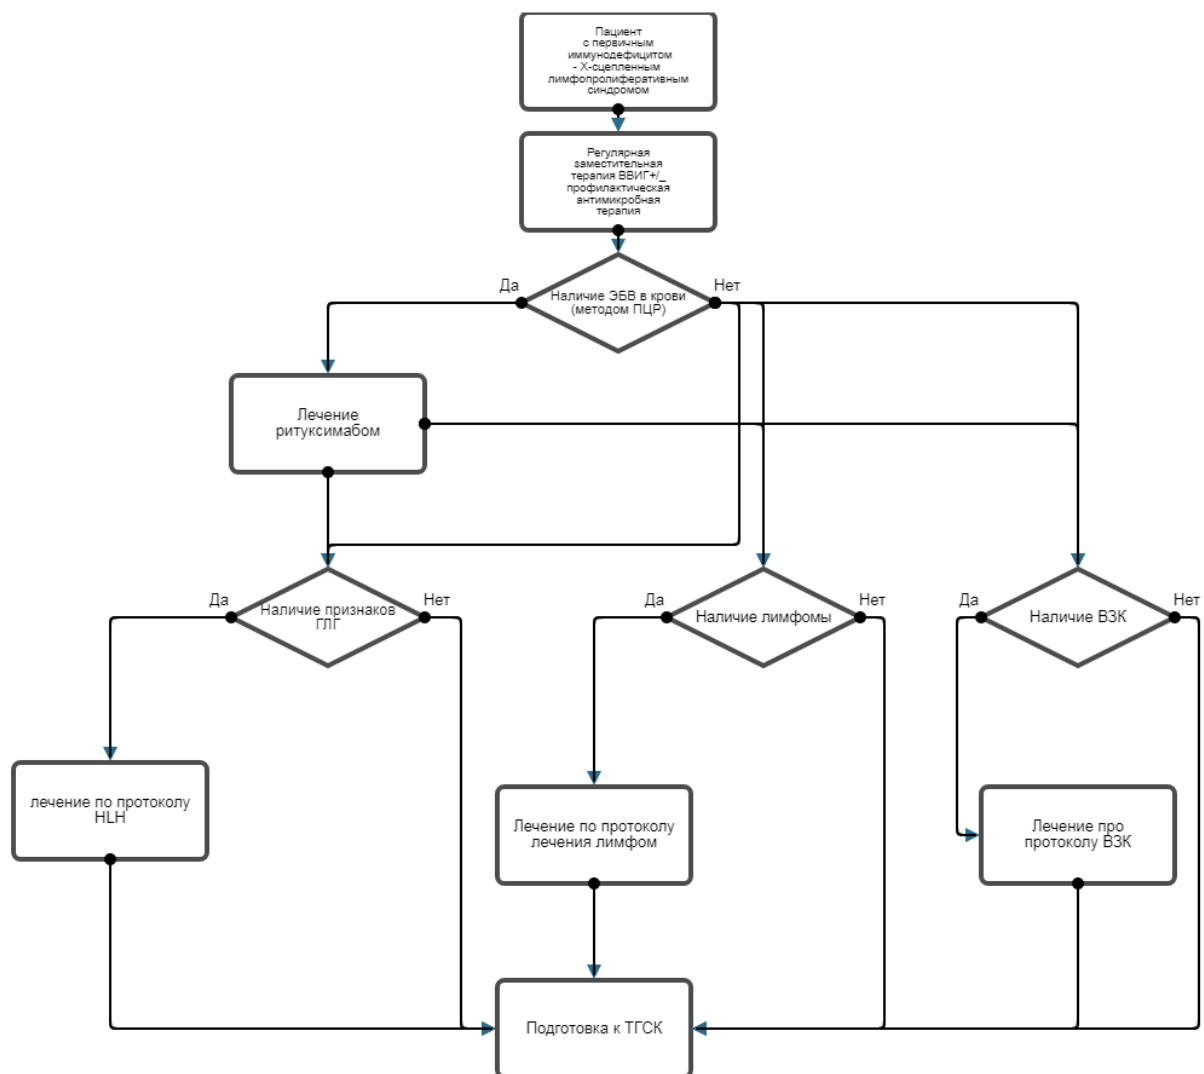 Пациент
с первичным
иммунодефицитом
- Х-сцепленным
лимфопролиферативным
синдромом
Регулярная
заместительная
терапия ВВИГ+/_
профилактическая
антимикробная
терапия
Да
Наличие ЭБВ в крови
(методом ПЦР)
Нет
Лечение
ритуксимабом
Да
Наличие признаков
ГЛГ
Нет
Да
Наличие лимфомы
Нет
Да
Наличие ВЗК
Нет
лечение по протоколу
HLH
Лечение по протоколу
лечения лимфом
Лечение про
протоколу ВЗК
Подготовка к ТГСК